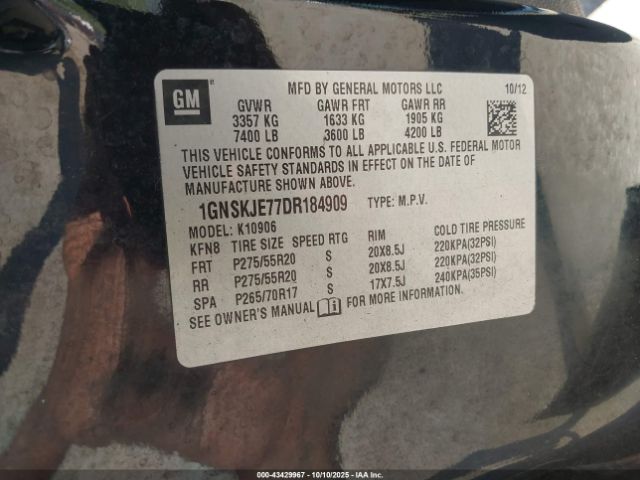 GM
MFD BY GENERAL MOTORS LLC 10/12
GVWR GAWR FRT GAWR RR
3357 KG 1633 KG 1905 KG
7400 LB 3600 LB 4200 LB
THIS VEHICLE CONFORMS TO ALL APPLICABLE U.S. FEDERAL MOTOR
VEHICLE SAFETY STANDARDS IN EFFECT ON THE DATE OF
MANUFACTURE SHOWN ABOVE.
1GNSKJE77DR184909 TYPE: M.P.V.
MODEL: K10906
KFNB TIRE SIZE SPEED RTG RIM COLD TIRE PRESSURE
FRT P275/55R20 S 20X8.5J 220KPA(32PSI)
RR P275/55R20 S 20X8.5J 220KPA(32PSI)
SPA P265/70R17 S 17X7.5J 240KPA(35PSI)
SEE OWNER'S MANUAL FOR MORE INFORMATION.
© 43429967 - 10/10/2025 - IAAI.COM